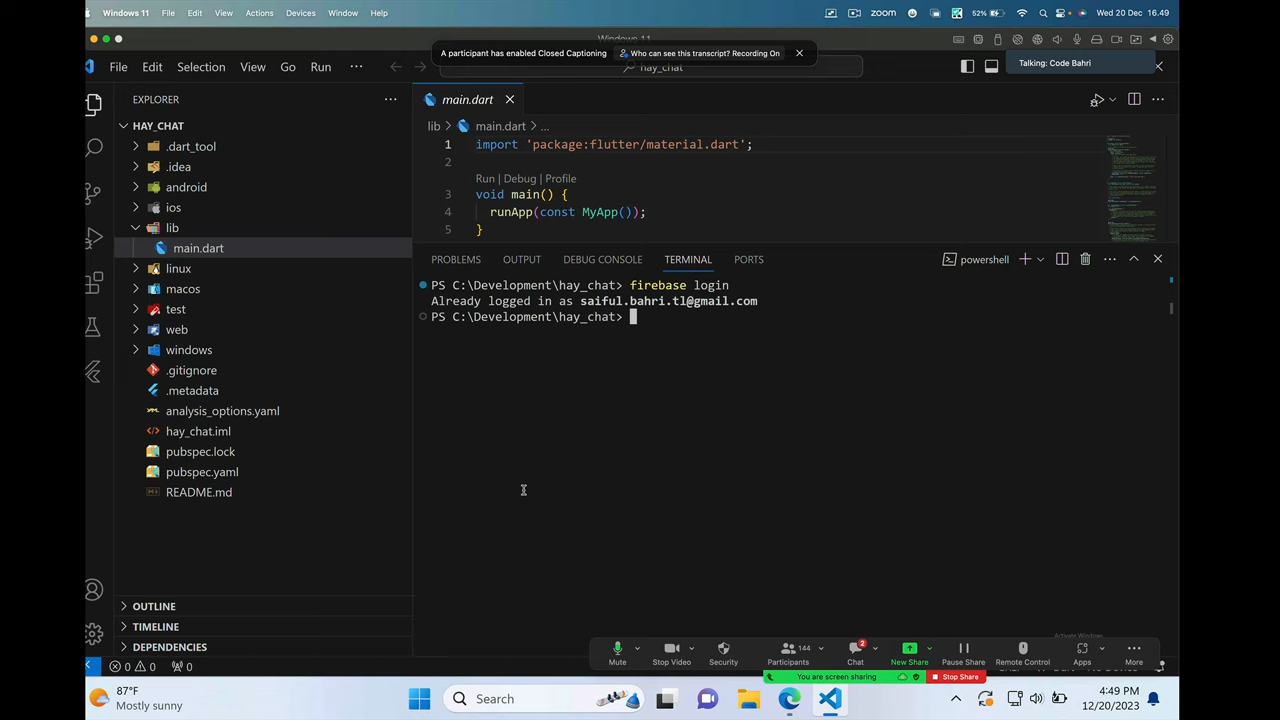 Windows 11 File Edit View Actions Devices Window Help
zoom 52% Wed 20 Dec 16.49
Windows 11
A participant has enabled Closed Captioning Who can see this transcript? Recording On
Talking: Code Bahri
File Edit Selection View Go Run ... hay_chat
EXPLORER
main.dart
HAY_CHAT
lib > main.dart > ...
.dart_tool
.idea
android
ios
lib
main.dart
linux
macos
test
web
windows
.gitignore
.metadata
analysis_options.yaml
hay_chat.iml
pubspec.lock
pubspec.yaml
README.md
1 import 'package:flutter/material.dart';
2
Run | Debug | Profile
3 void main() {
4 runApp(const MyApp());
5 }
PROBLEMS OUTPUT DEBUG CONSOLE TERMINAL PORTS powershell
PS C:\Development\hay_chat> firebase login
Already logged in as saiful.bahri.tl@gmail.com
PS C:\Development\hay_chat>
OUTLINE
TIMELINE
DEPENDENCIES
0 0 0
Activate Windows
2
144
Mute Stop Video Security Participants Chat New Share Pause Share Remote Control Apps More
You are screen sharing Stop Share
87°F
Mostly sunny
Search
4:49 PM
12/20/2023